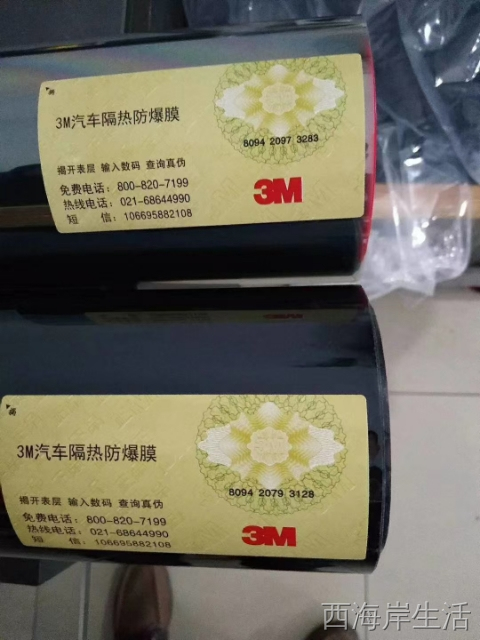 3M汽车隔热防爆膜
8094 2097 3283
揭开表层 输入数码 查询真伪
免费电话：800-820-7199
热线电话：021-68644990
短 信：106695882108
3M
3M汽车隔热防爆膜
8094 2079 3128
揭开表层 输入数码 查询真伪
免费电话：800-820-7199
热线电话：021-68644990
短 信：106695882108
3M
西海岸生活